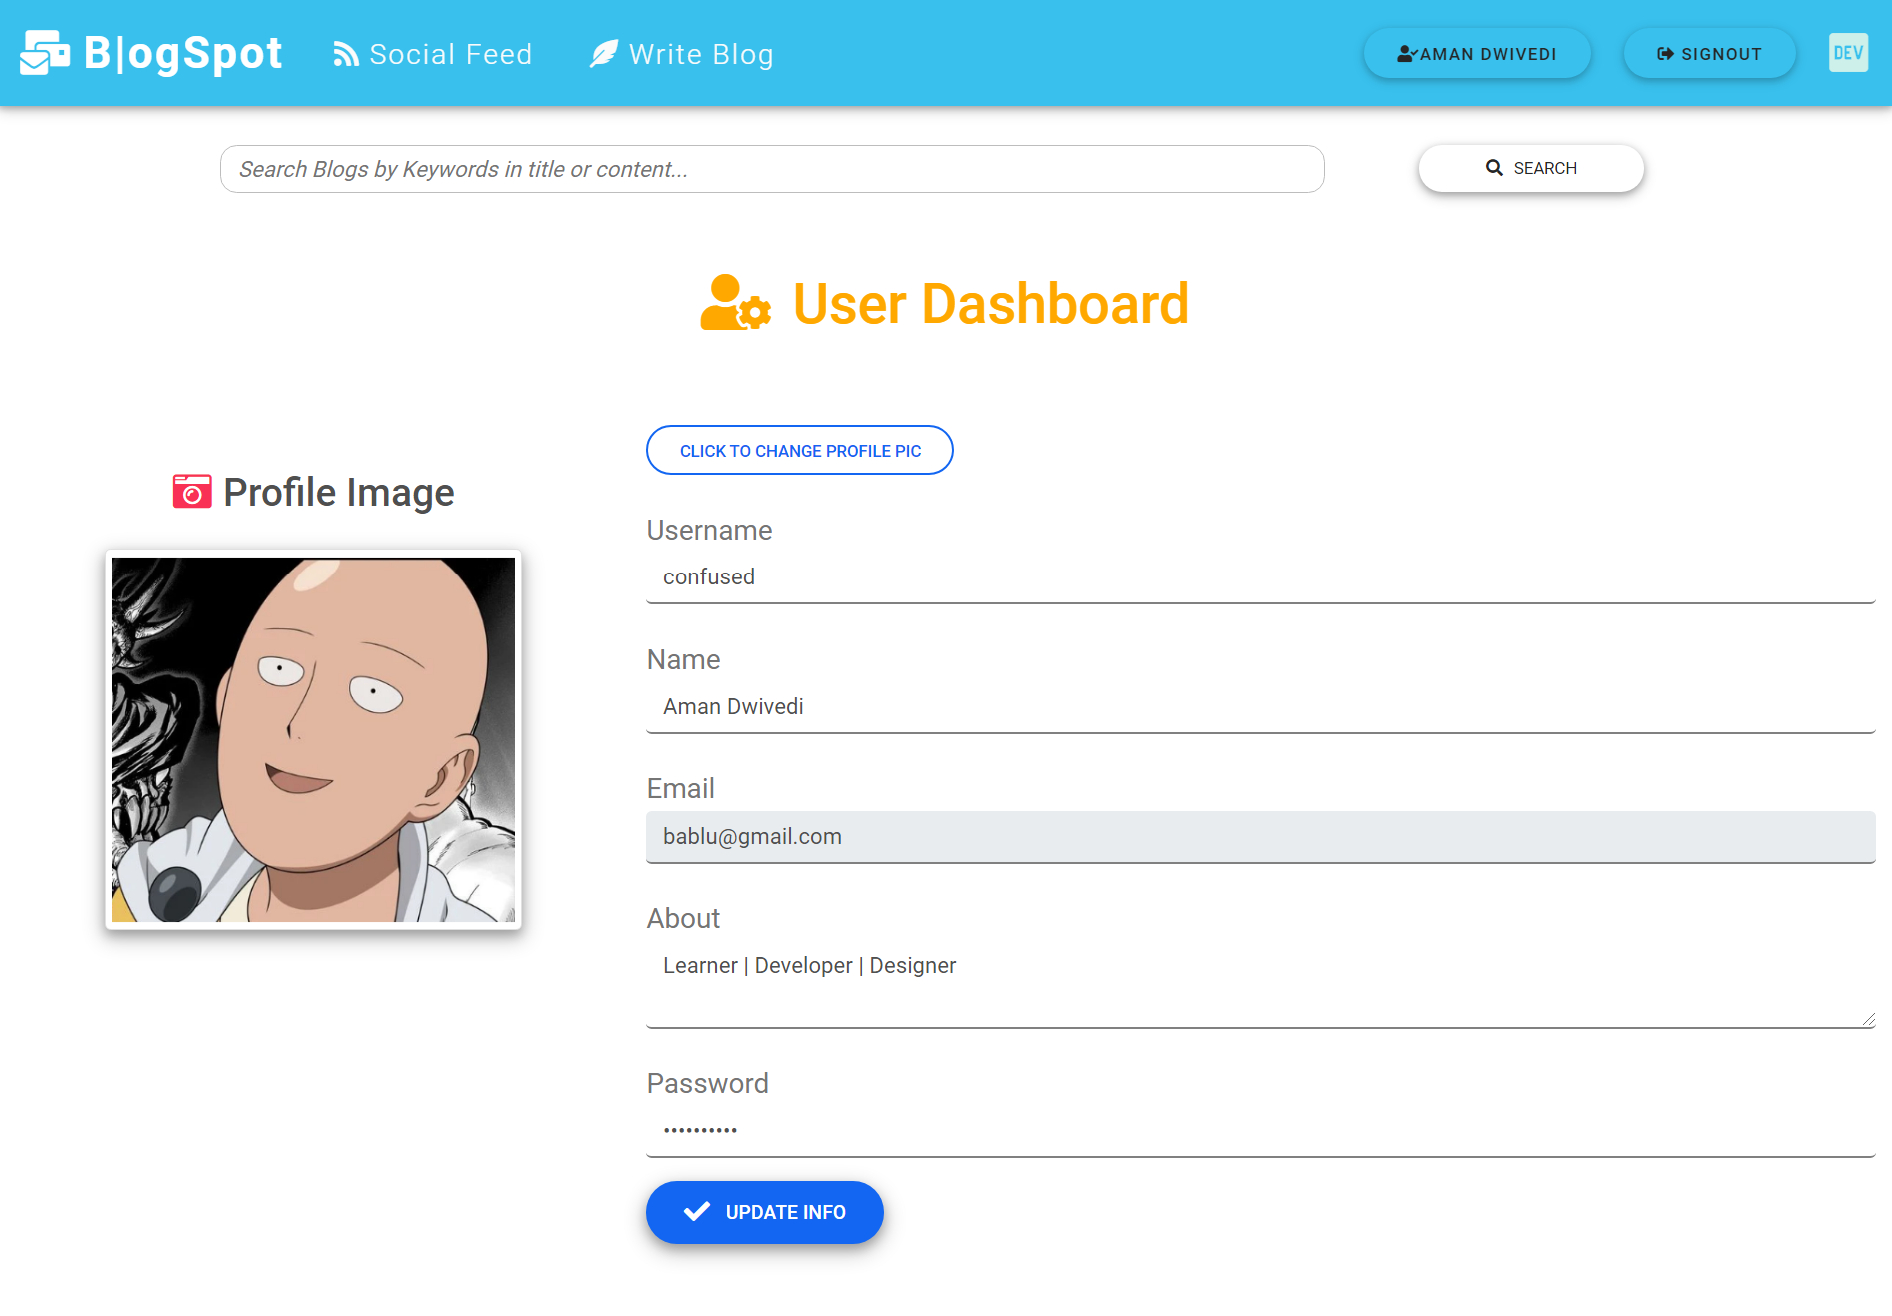 B|ogSpot Social Feed Write Blog AMAN DWIVEDI SIGNOUT DEV
Search Blogs by Keywords in title or content... SEARCH
User Dashboard
CLICK TO CHANGE PROFILE PIC
Profile Image
Username
confused
Name
Aman Dwivedi
Email
bablu@gmail.com
About
Learner | Developer | Designer
Password
••••••••••
UPDATE INFO